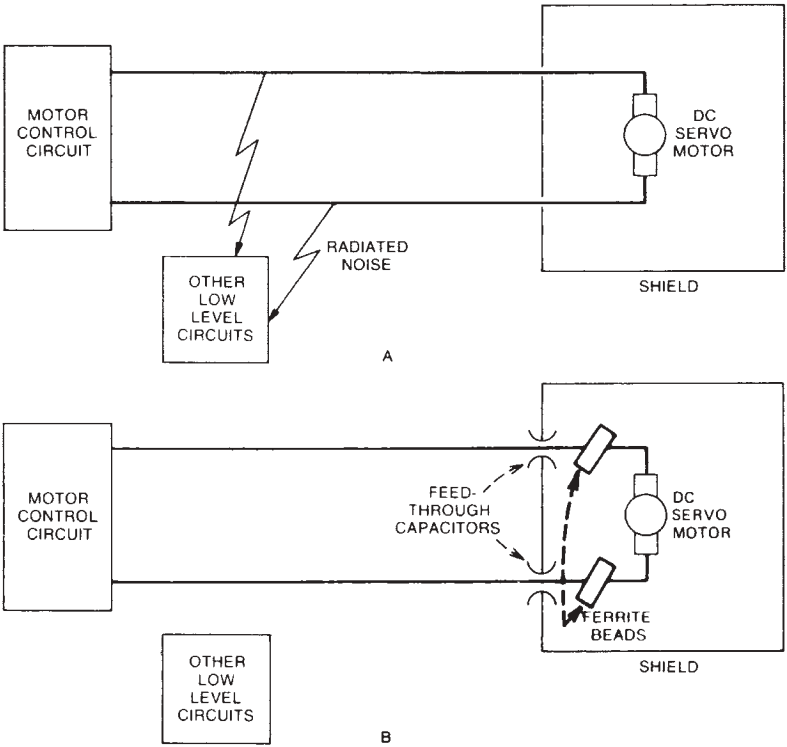 MOTOR
CONTROL
CIRCUIT
DC
SERVO
MOTOR
RADIATED
NOISE
OTHER
LOW
LEVEL
CIRCUITS
SHIELD
A
MOTOR
CONTROL
CIRCUIT
FEED-
THROUGH
CAPACITORS
DC
SERVO
MOTOR
FERRITE
BEADS
OTHER
LOW
LEVEL
CIRCUITS
SHIELD
B